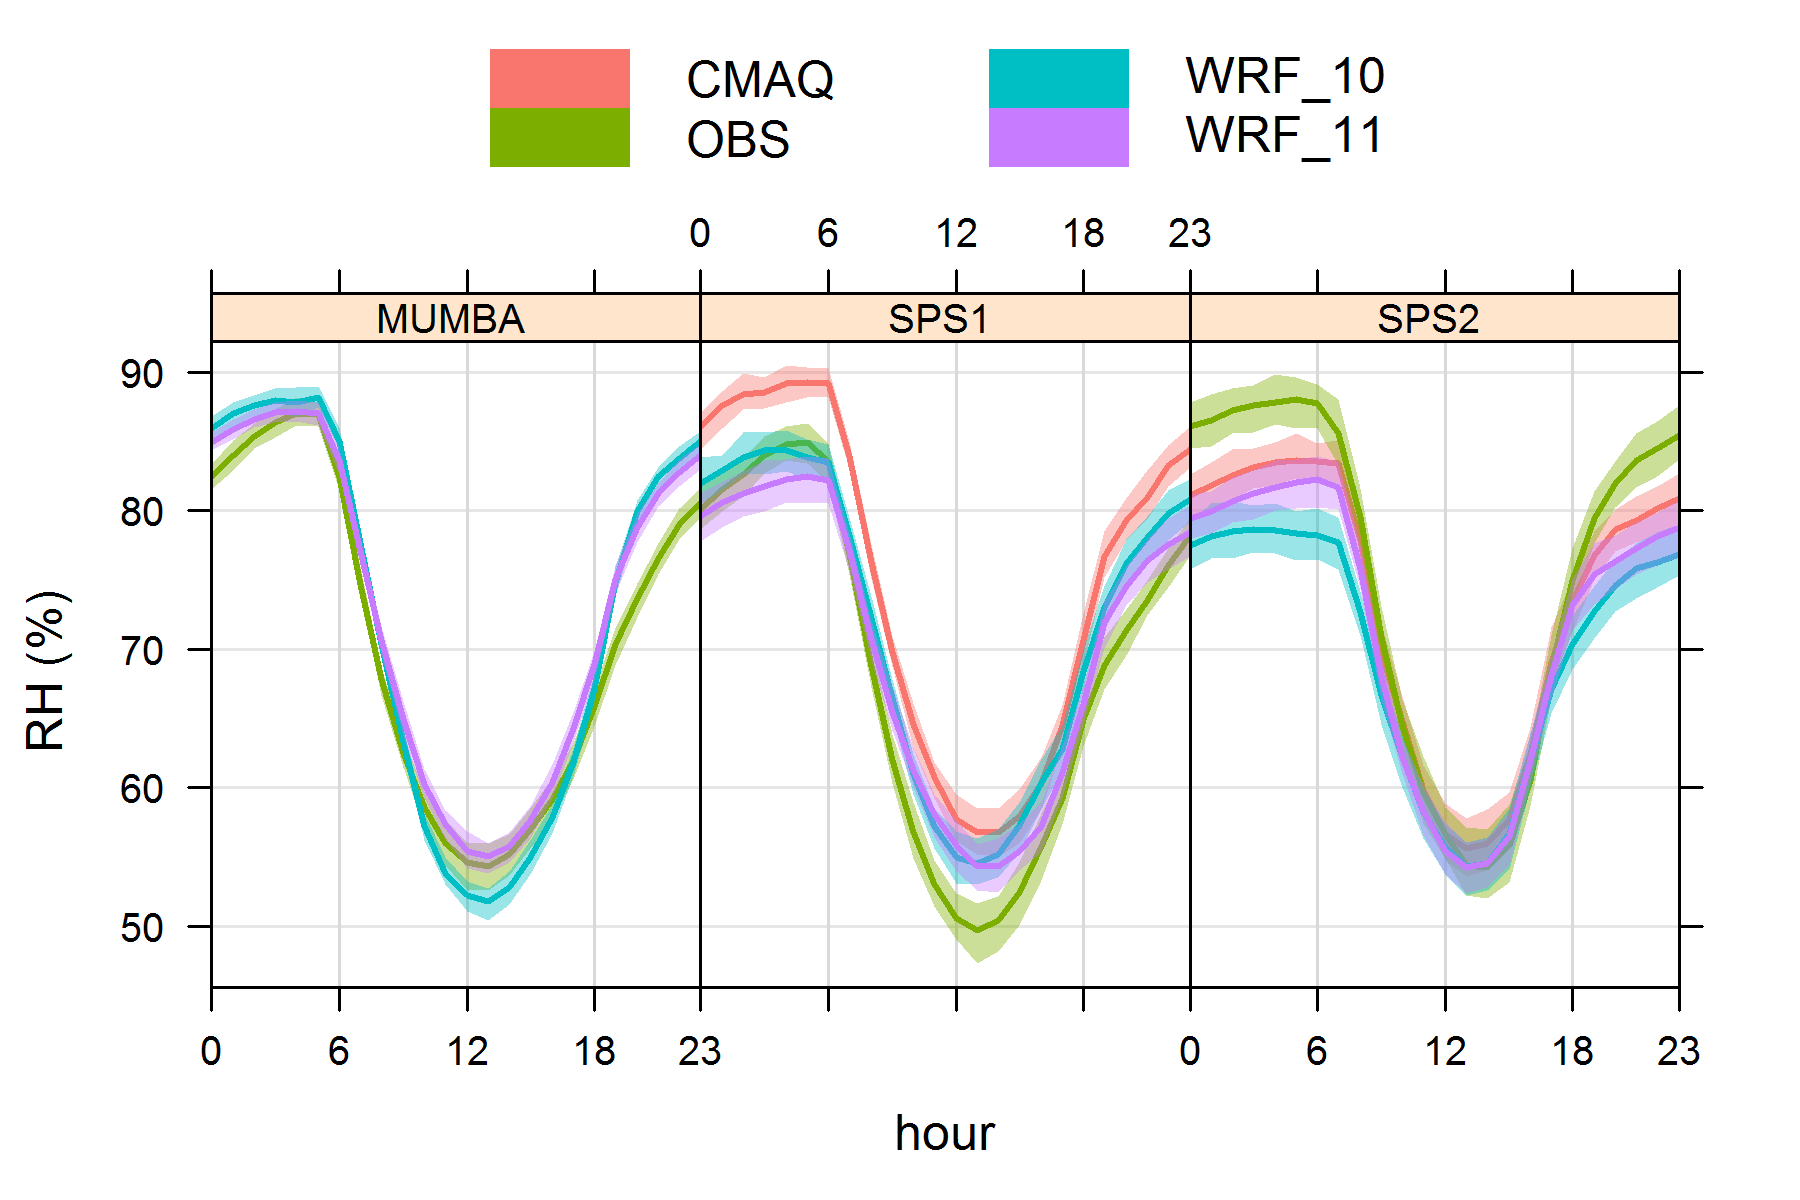 CMAQ WRF_10
OBS WRF_11
0 6 12 18 23
MUMBA SPS1 SPS2
90
80
70
60
50
RH (%)
0 6 12 18 23 0 6 12 18 23
hour